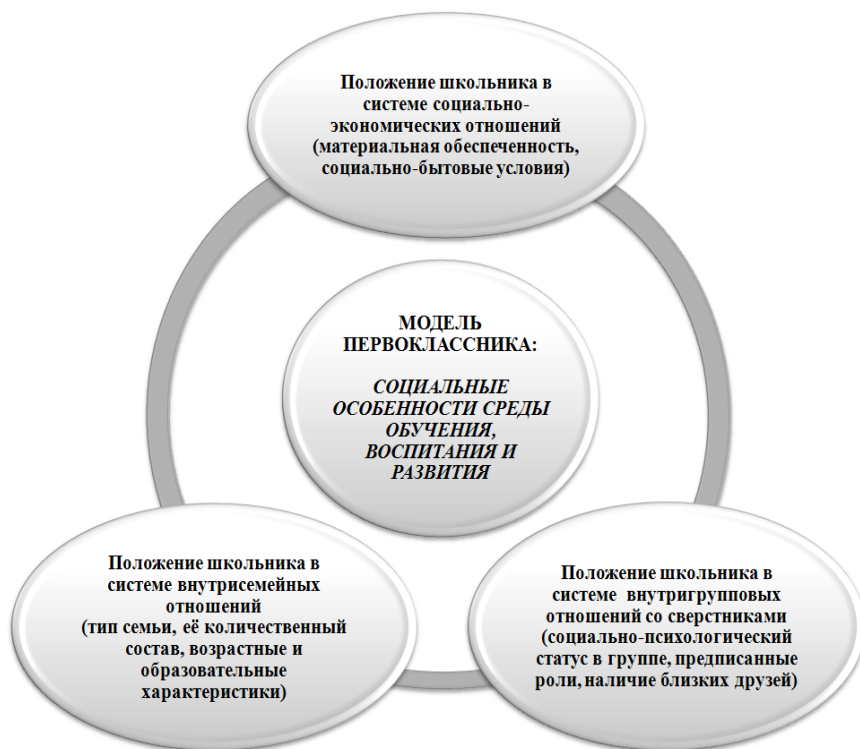 Положение школьника в
системе социально-
экономических отношений
(материальная обеспеченность,
социально-бытовые условия)
МОДЕЛЬ
ПЕРВОКЛАССНИКА:
СОЦИАЛЬНЫЕ
ОСОБЕННОСТИ СРЕДЫ
ОБУЧЕНИЯ,
ВОСПИТАНИЯ И
РАЗВИТИЯ
Положение школьника в
системе внутрисемейных
отношений
(тип семьи, её количественный
состав, возрастные и
образовательные
характеристики)
Положение школьника в
системе внутригрупповых
отношений со сверстниками
(социально-психологический
статус в группе, предписанные
роли, наличие близких друзей)